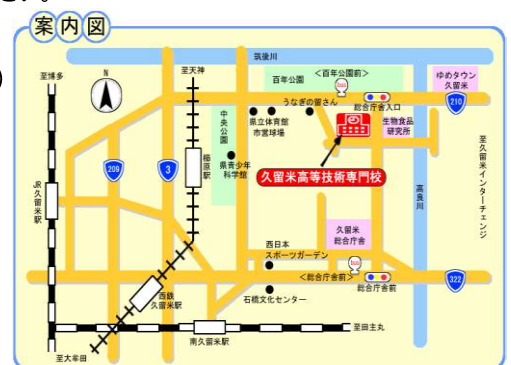 案内図
筑後川
至博多
N
至天神
百年公園
<百年公園前>
ゆめタウン
久留米
うなぎの留さん
bus
総合庁舎入口
210
中央公園
県立体育館
市営球場
生物食品
研究所
至久留米インターチェンジ
櫛原駅
県青少年
科学館
209
3
久留米高等技術専門校
高良川
JR久留米駅
久留米
総合庁舎
西日本
スポーツガーデン
bus
<総合庁舎前>
総合庁舎前
322
西鉄
久留米駅
石橋文化センター
南久留米駅
至田主丸
至大牟田